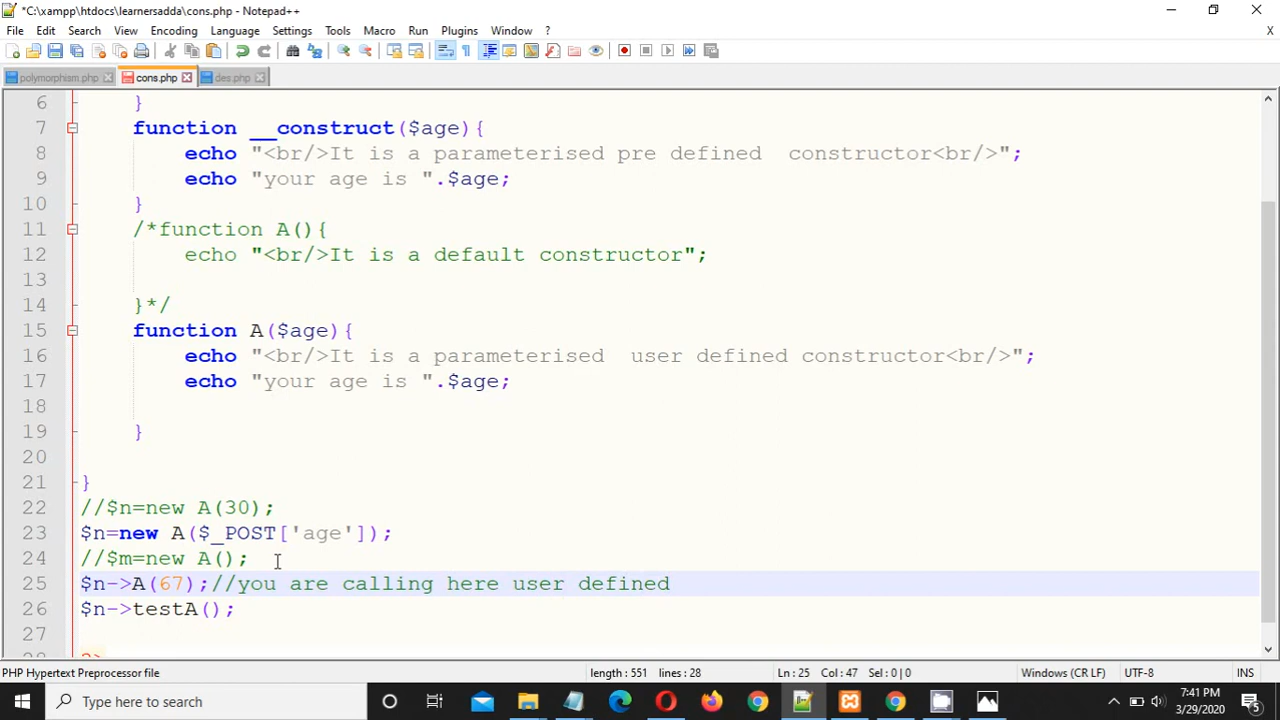 *C:\xampp\htdocs\learnersadda\cons.php - Notepad++
File Edit Search View Encoding Language Settings Tools Macro Run Plugins Window ? X
polymorphism.php cons.php des.php
6 }
7 function __construct($age){
8 echo "<br/>It is a parameterised pre defined  constructor<br/>";
9 echo "your age is ".$age;
10 }
11 /*function A(){
12 echo "<br/>It is a default constructor";
13
14 }*/
15 function A($age){
16 echo "<br/>It is a parameterised  user defined constructor<br/>";
17 echo "your age is ".$age;
18
19 }
20
21 }
22 //$n=new A(30);
23 $n=new A($_POST['age']);
24 //$m=new A();
25 $n->A(67);//you are calling here user defined
26 $n->testA();
27
28 ?>
PHP Hypertext Preprocessor file length : 551 lines : 28 Ln : 25 Col : 47 Sel : 0 | 0 Windows (CR LF) UTF-8 INS
Type here to search 7:41 PM
3/29/2020 5